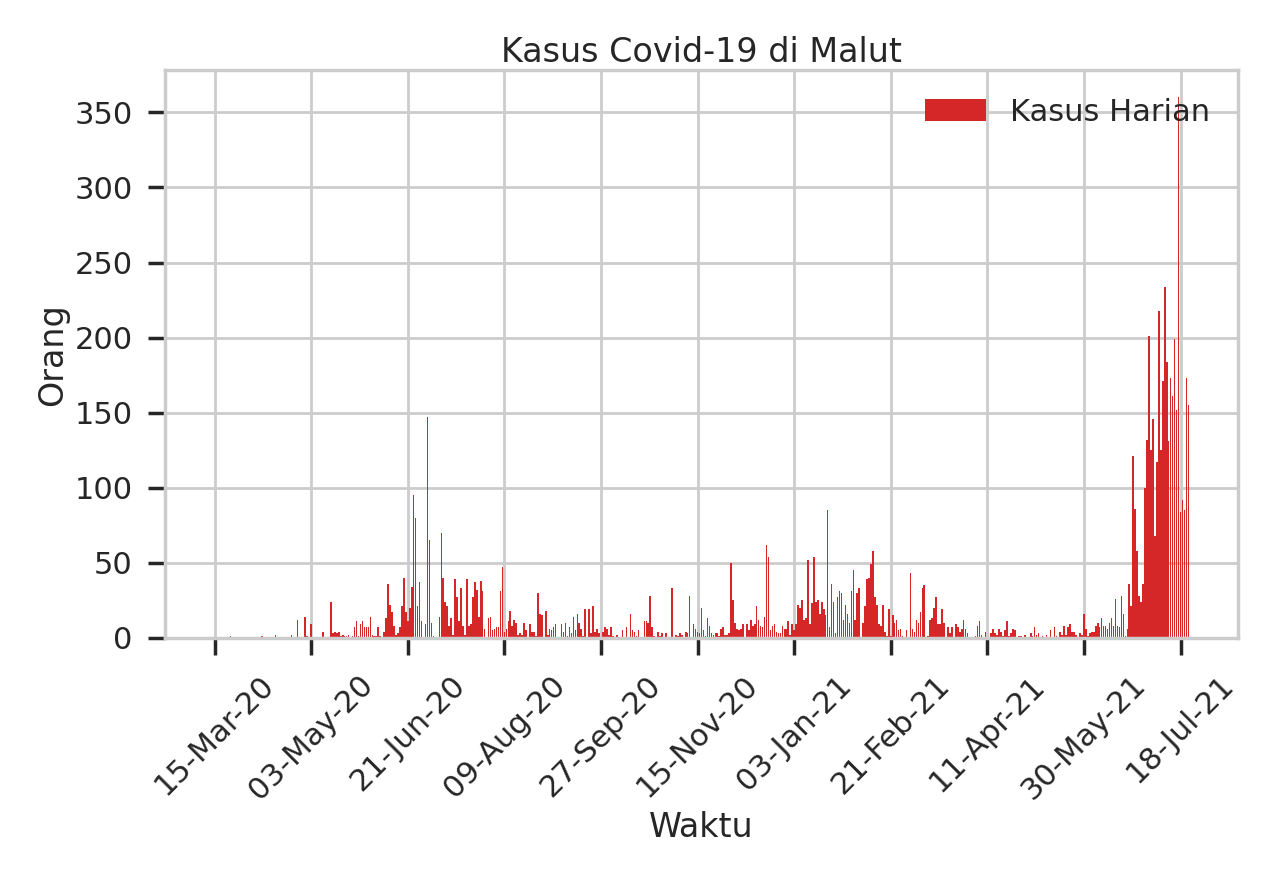 Kasus Covid-19 di Malut
Kasus Harian
350
300
250
200
150
100
50
0
Orang
15-Mar-20
03-May-20
21-Jun-20
09-Aug-20
27-Sep-20
15-Nov-20
03-Jan-21
21-Feb-21
11-Apr-21
30-May-21
18-Jul-21
Waktu